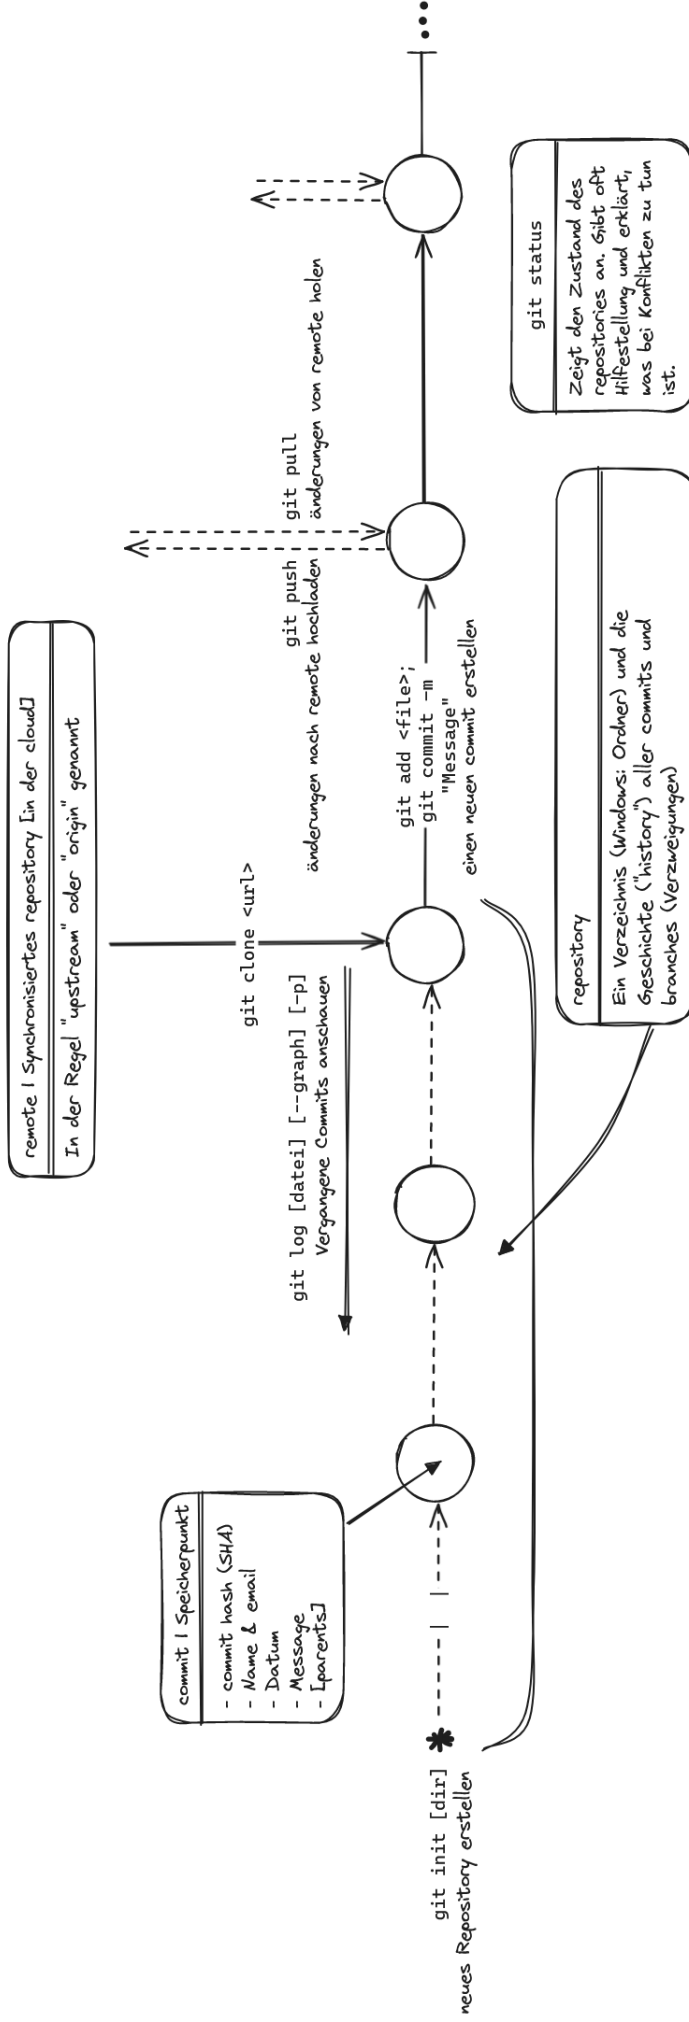 remote | Synchronisiertes repository [in der cloud]
In der Regel "upstream" oder "origin" genannt
commit | Speicherpunkt
- commit hash (SHA)
- Name & email
- Datum
- Message
- [parents]
git clone <url>
git log [datei] [--graph] [-p]
Vergangene Commits anschauen
git push
änderungen nach remote hochladen
git pull
änderungen von remote holen
git init [dir]
neues Repository erstellen
git add <file>;
git commit -m
"Message"
einen neuen commit erstellen
repository
Ein Verzeichnis (Windows: Ordner) und die
Geschichte ("history") aller commits und
branches (Verzweigungen)
git status
Zeigt den Zustand des
repositories an. Gibt oft
Hilfestellung und erklärt,
was bei Konflikten zu tun
ist.